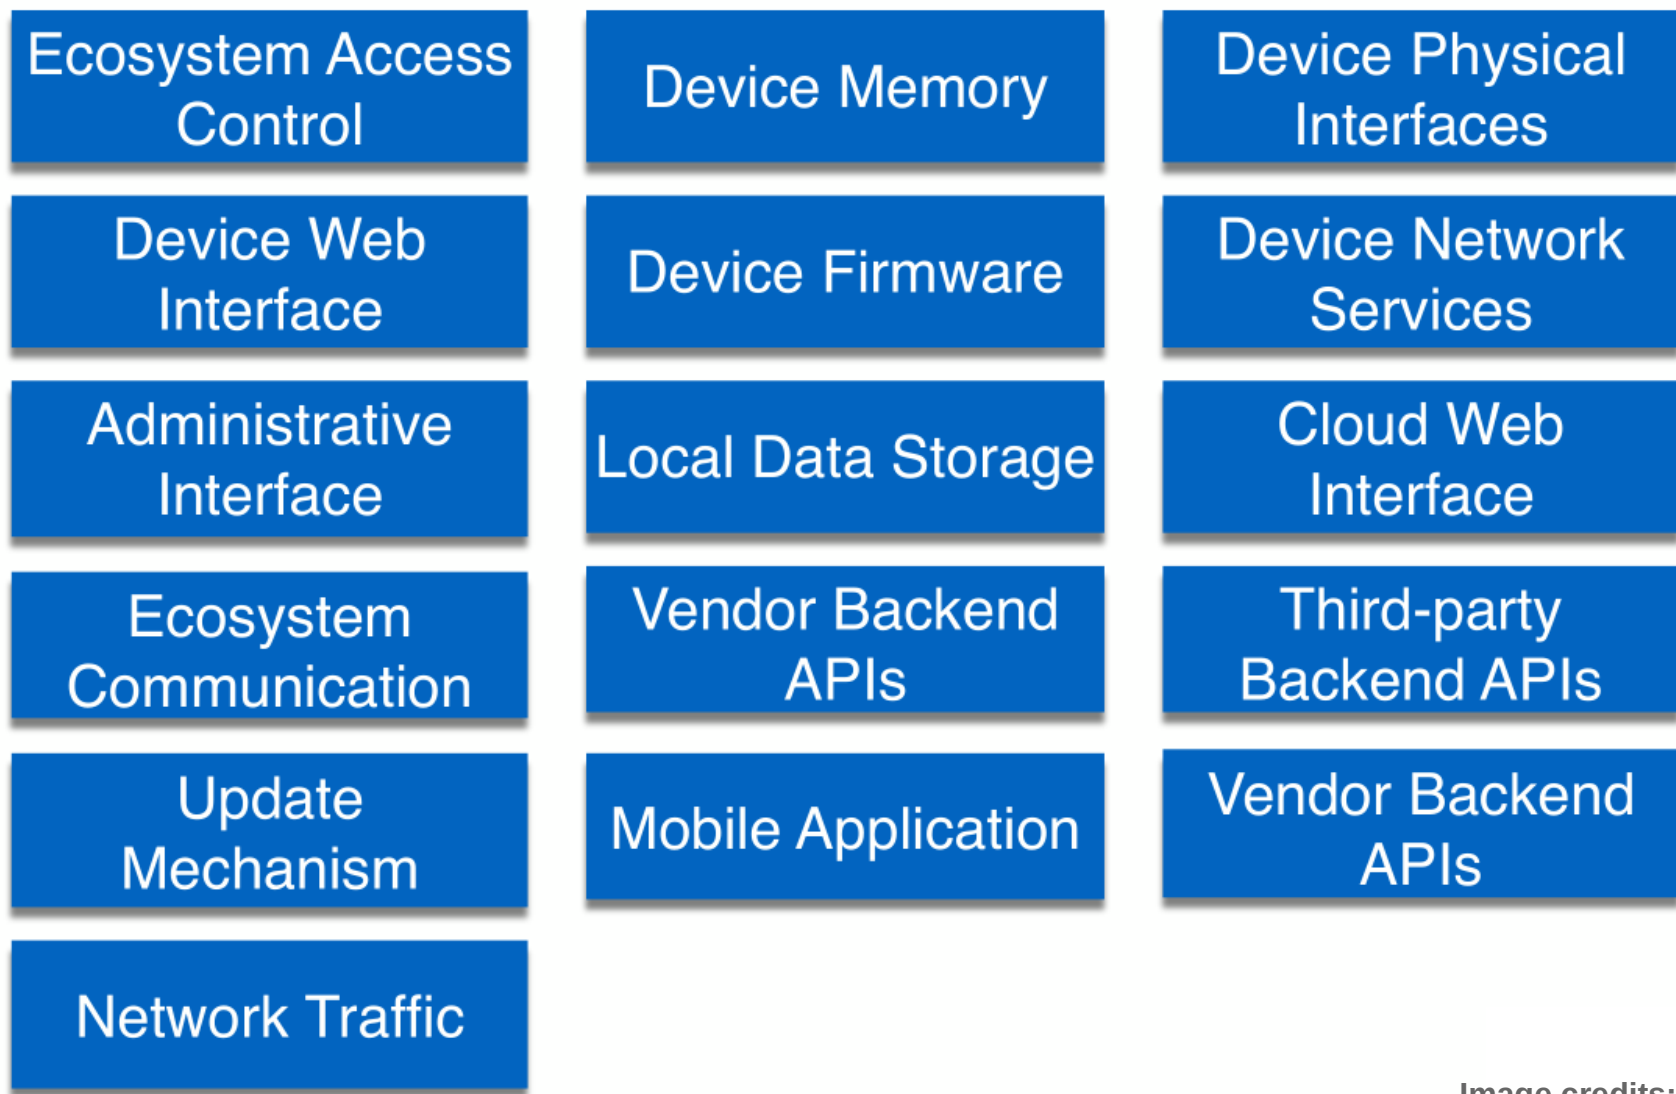 Ecosystem Access
Control
Device Memory
Device Physical
Interfaces
Device Web
Interface
Device Firmware
Device Network
Services
Administrative
Interface
Local Data Storage
Cloud Web
Interface
Ecosystem
Communication
Vendor Backend
APIs
Third-party
Backend APIs
Update
Mechanism
Mobile Application
Vendor Backend
APIs
Network Traffic
Image credits: